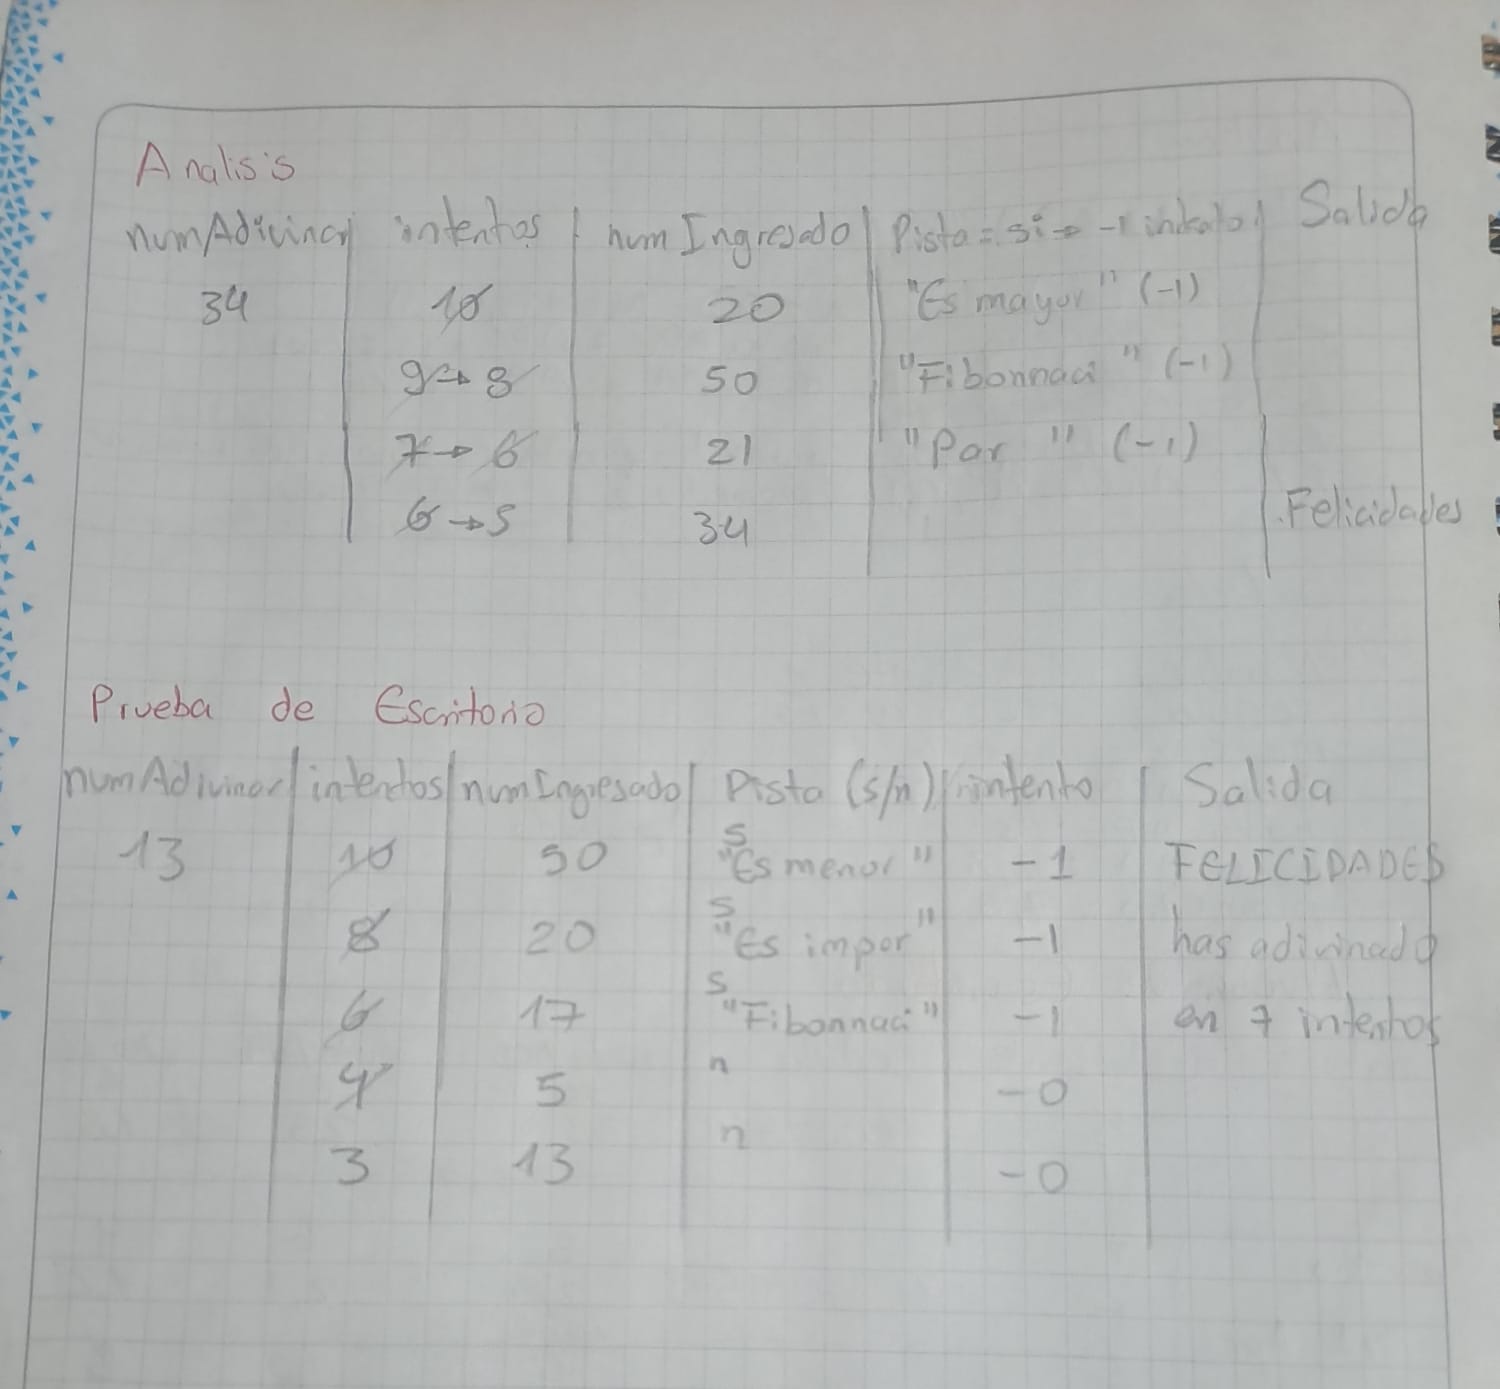 Analisis
numAdivinar intentos numIngresado Pista = si → -1 intento Salida
34 10 20 "Es mayor" (-1)
9 → 8 50 "Fibonnaci" (-1)
7 → 6 21 "Par" (-1)
6 → 5 34 Felicidades
Prueba de Escritorio
numAdivinar intentos numIngresado Pista (s/n) intento Salida
13 10 50 s "Es menor" -1 FELICIDADES
8 20 s "Es impar" -1 has adivinado
6 17 s "Fibonnaci" -1 en 7 intentos
4 5 n -0
3 13 n -0